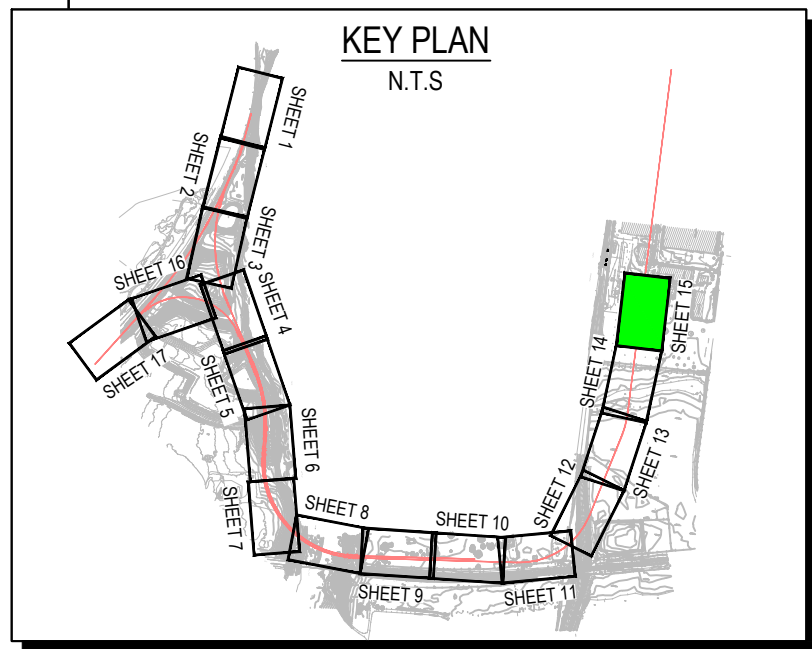 KEY PLAN
N.T.S
SHEET 1
SHEET 2
SHEET 3
SHEET 4
SHEET 5
SHEET 6
SHEET 7
SHEET 8
SHEET 9
SHEET 10
SHEET 11
SHEET 12
SHEET 13
SHEET 14
SHEET 15
SHEET 16
SHEET 17